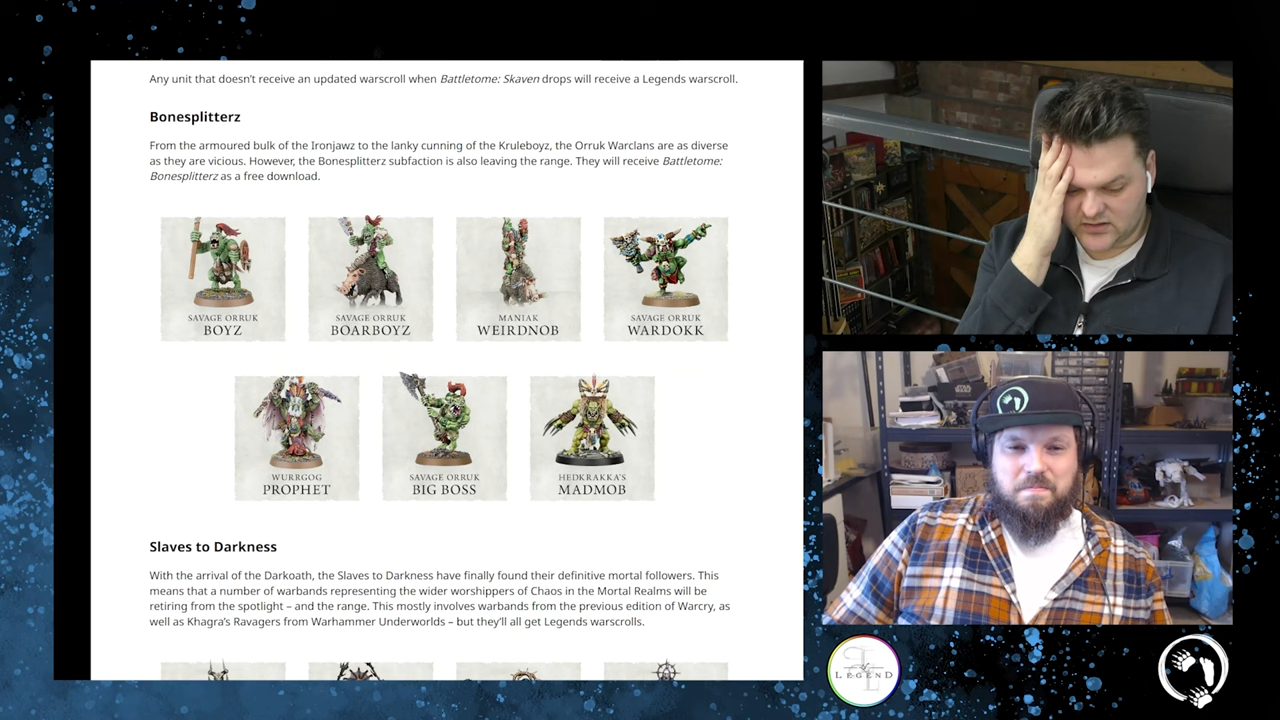 Any unit that doesn’t receive an updated warscroll when Battletome: Skaven drops will receive a Legends warscroll.
Bonesplitterz
From the armoured bulk of the Ironjawz to the lanky cunning of the Kruleboyz, the Orruk Warclans are as diverse
as they are vicious. However, the Bonesplitterz subfaction is also leaving the range. They will receive Battletome:
Bonesplitterz as a free download.
SAVAGE ORRUK
BOYZ
SAVAGE ORRUK
BOARBOYZ
MANIAK
WEIRDNOB
SAVAGE ORRUK
WARDOKK
WURRGOG
PROPHET
SAVAGE ORRUK
BIG BOSS
HEDKRAKKA’S
MADMOB
Slaves to Darkness
With the arrival of the Darkoath, the Slaves to Darkness have finally found their definitive mortal followers. This
means that a number of warbands representing the wider worshippers of Chaos in the Mortal Realms will be
retiring from the spotlight – and the range. This mostly involves warbands from the previous edition of Warcry, as
well as Khagra’s Ravagers from Warhammer Underworlds – but they’ll all get Legends warscrolls.
STAR WARS
LEGEND